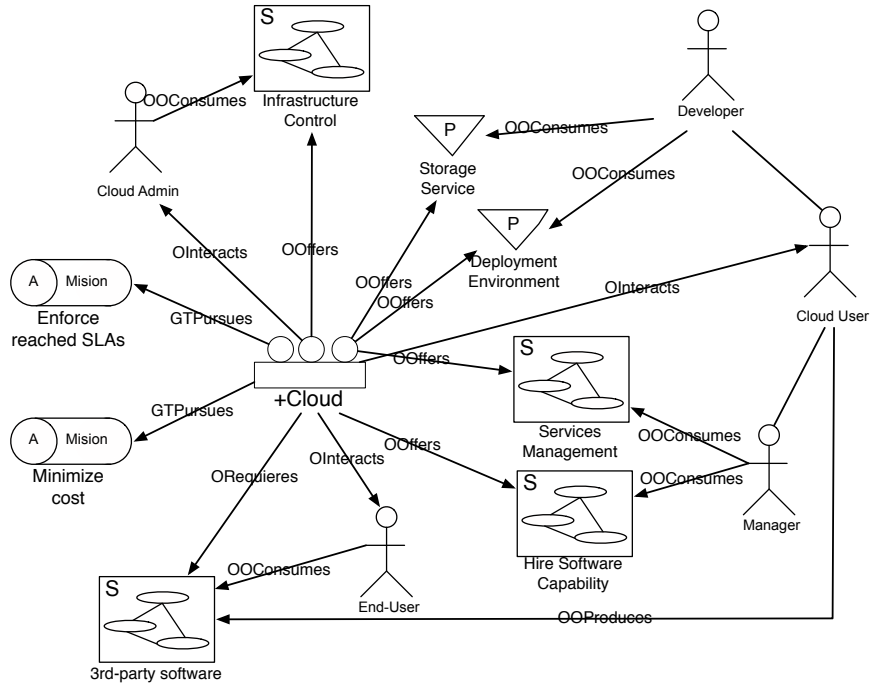 S
Infrastructure
Control
OOConsumes
Cloud Admin
Developer
P
OOConsumes
Storage
Service
OOConsumes
P
Deployment
Environment
OInteracts
OOffers
OOffers
OOffers
OInteracts
Cloud User
A Mision
Enforce
reached SLAs
GTPursues
+Cloud
OOffers
S
Services
Management
GTPursues
A Mision
Minimize
cost
ORequieres
OInteracts
OOffers
OOConsumes
OOConsumes
S
Hire Software
Capability
Manager
OOConsumes
End-User
S
3rd-party software
OOProduces